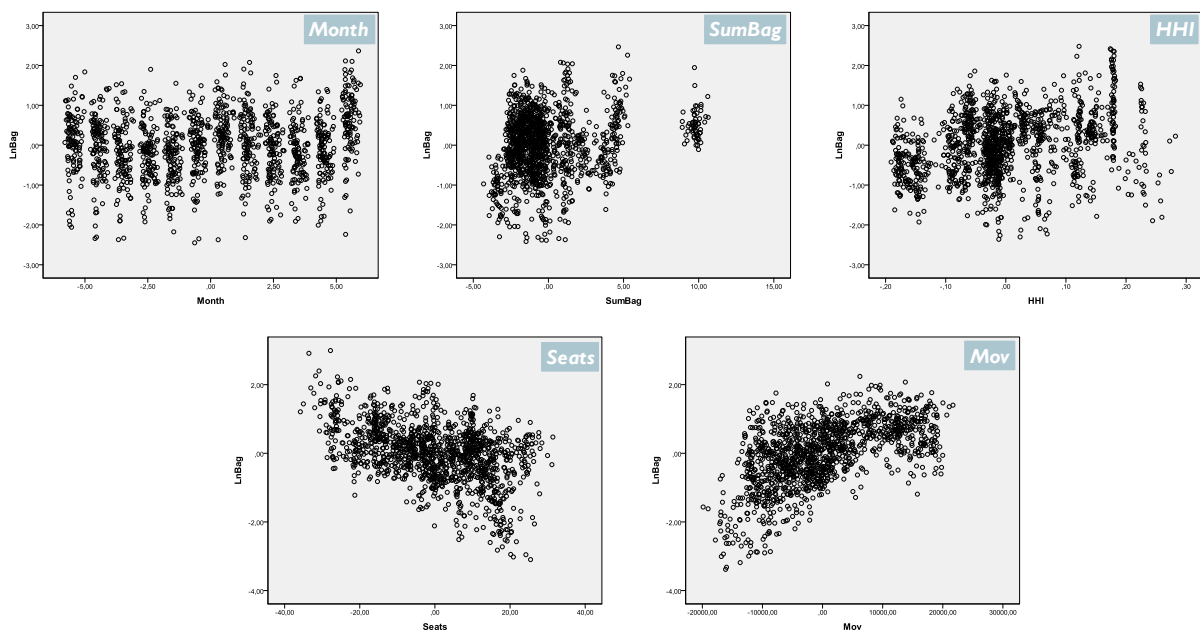 Month
3,00
2,00
1,00
,00
-1,00
-2,00
-3,00
LnBag
-5,00 -2,50 ,00 2,50 5,00
Month
SumBag
3,00
2,00
1,00
,00
-1,00
-2,00
-3,00
LnBag
-5,00 ,00 5,00 10,00 15,00
SumBag
HHI
3,00
2,00
1,00
,00
-1,00
-2,00
-3,00
LnBag
-,20 -,10 ,00 ,10 ,20 ,30
HHI
Seats
2,00
,00
-2,00
-4,00
LnBag
-40,00 -20,00 ,00 20,00 40,00
Seats
Mov
2,00
,00
-2,00
-4,00
LnBag
-20000,00 -10000,00 ,00 10000,00 20000,00 30000,00
Mov